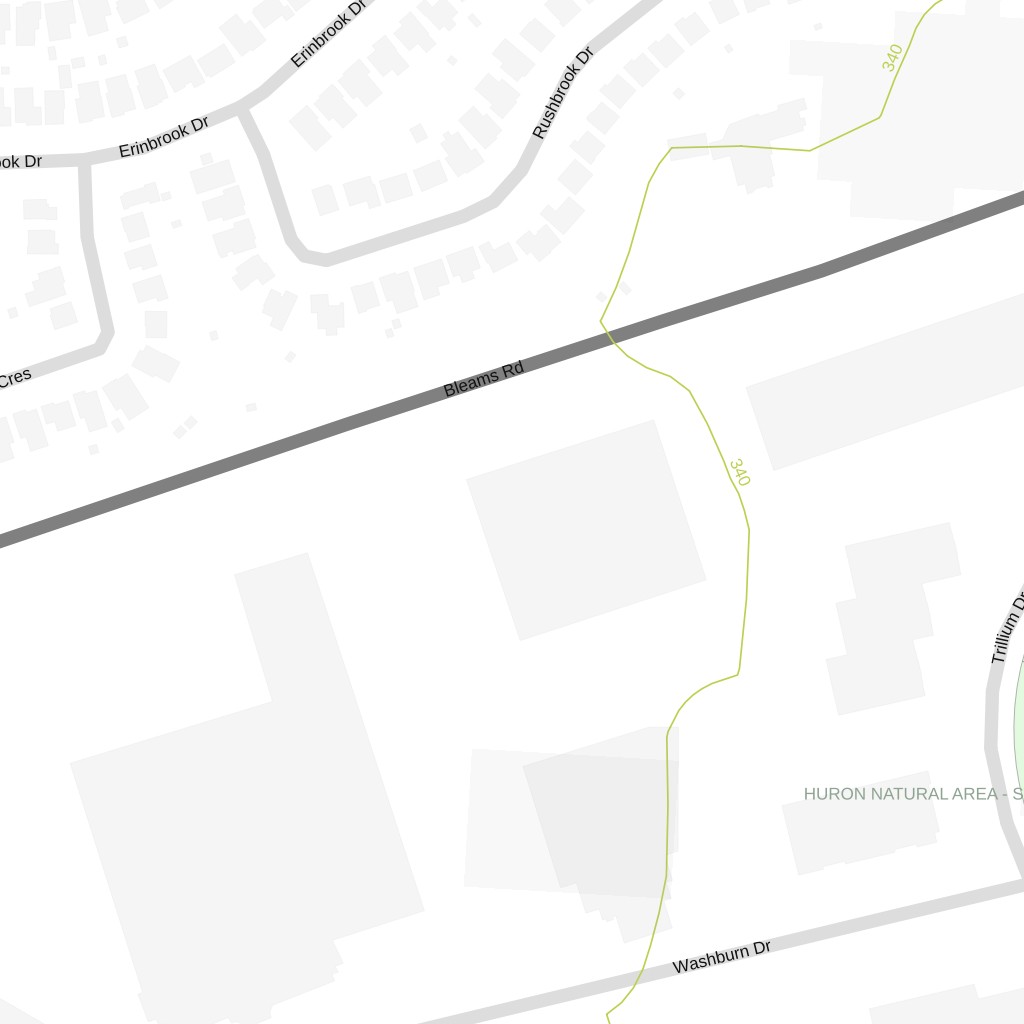 Erinbrook Dr
340
Rushbrook Dr
Erinbrook Dr
ok Dr
Cres
Bleams Rd
340
Trillium Dr
HURON NATURAL AREA - S
Washburn Dr